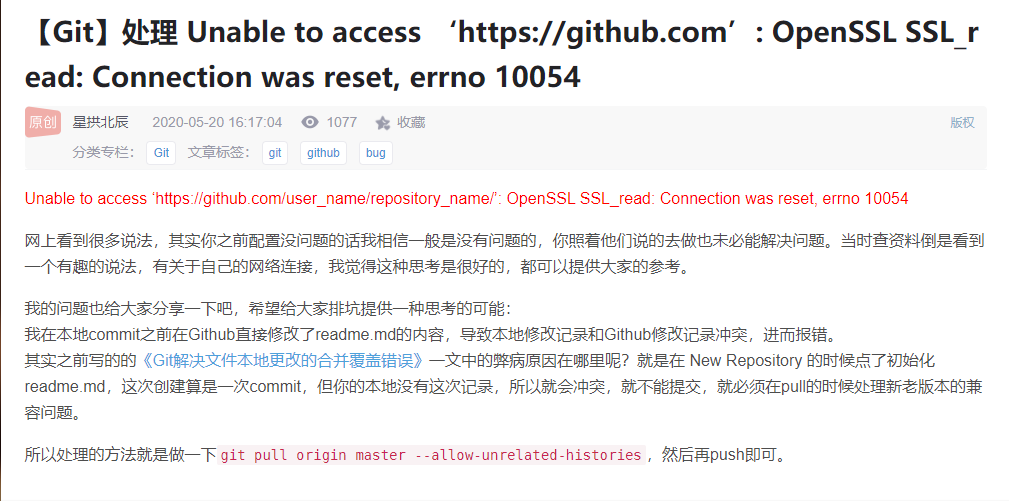 【Git】处理 Unable to access ‘https://github.com’: OpenSSL SSL_r
ead: Connection was reset, errno 10054
原创 星拱北辰 2020-05-20 16:17:04 1077 收藏 版权
分类专栏： Git 文章标签： git github bug
Unable to access ‘https://github.com/user_name/repository_name/’: OpenSSL SSL_read: Connection was reset, errno 10054
网上看到很多说法，其实你之前配置没问题的话我相信一般是没有问题的，你照着他们说的去做也未必能解决问题。当时查资料倒是看到
一个有趣的说法，有关于自己的网络连接，我觉得这种思考是很好的，都可以提供大家的参考。
我的问题也给大家分享一下吧，希望给大家排坑提供一种思考的可能：
我在本地commit之前在Github直接修改了readme.md的内容，导致本地修改记录和Github修改记录冲突，进而报错。
其实之前写的的《Git解决文件本地更改的合并覆盖错误》一文中的弊病原因在哪里呢？就是在 New Repository 的时候点了初始化
readme.md，这次创建算是一次commit，但你的本地没有这次记录，所以就会冲突，就不能提交，就必须在pull的时候处理新老版本的兼
容问题。
所以处理的方法就是做一下git pull origin master --allow-unrelated-histories，然后再push即可。